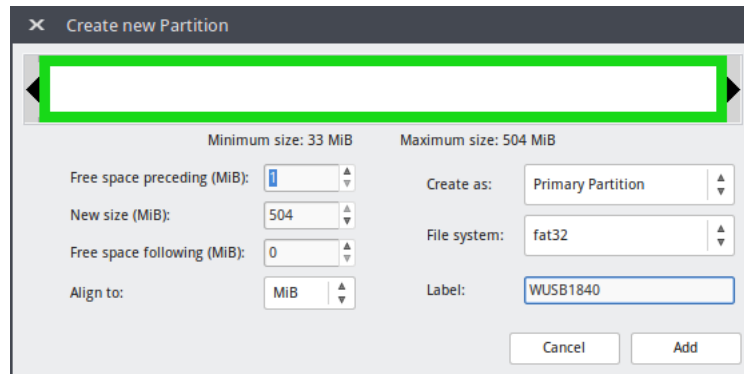 Create new Partition
Minimum size: 33 MiB Maximum size: 504 MiB
Free space preceding (MiB): 1
Create as: Primary Partition
New size (MiB): 504
File system: fat32
Free space following (MiB): 0
Align to: MiB
Label: WUSB1840
Cancel Add